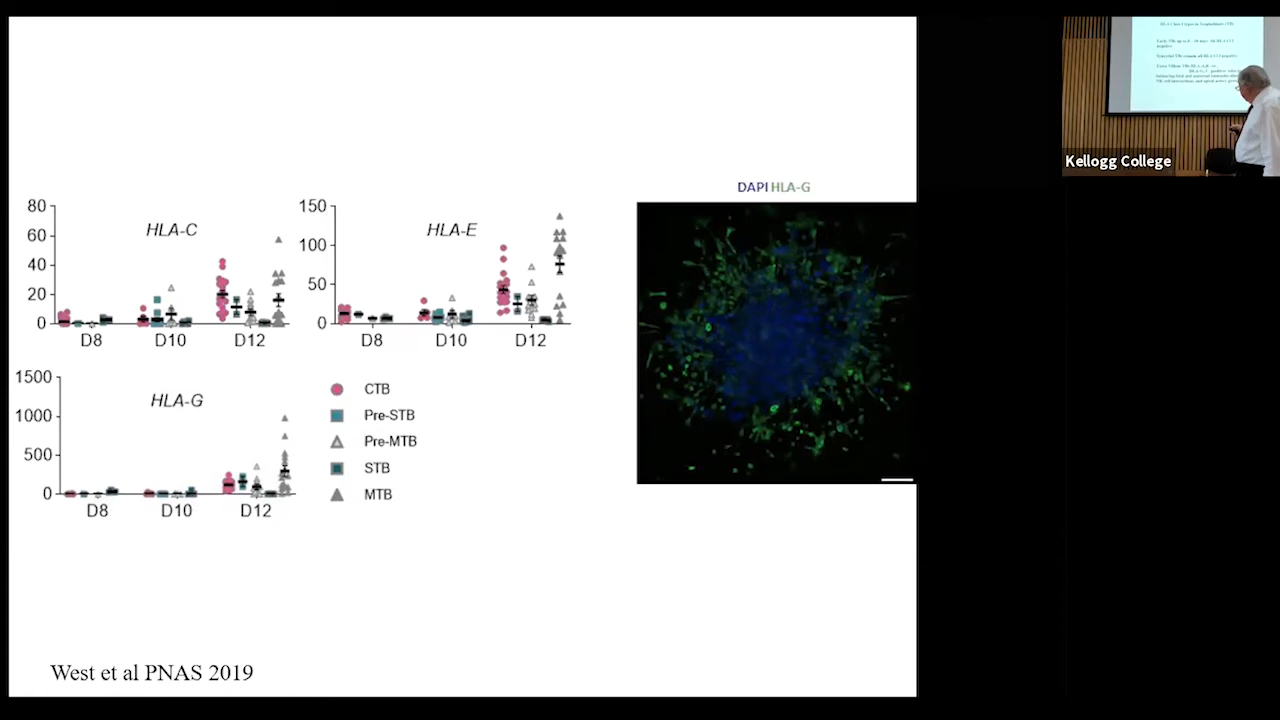 DAPI HLA-G
80
60
40
20
0
HLA-C
D8
D10
D12
150
100
50
0
HLA-E
D8
D10
D12
1500
1000
500
0
HLA-G
D8
D10
D12
CTB
Pre-STB
Pre-MTB
STB
MTB
West et al PNAS 2019
Kellogg College